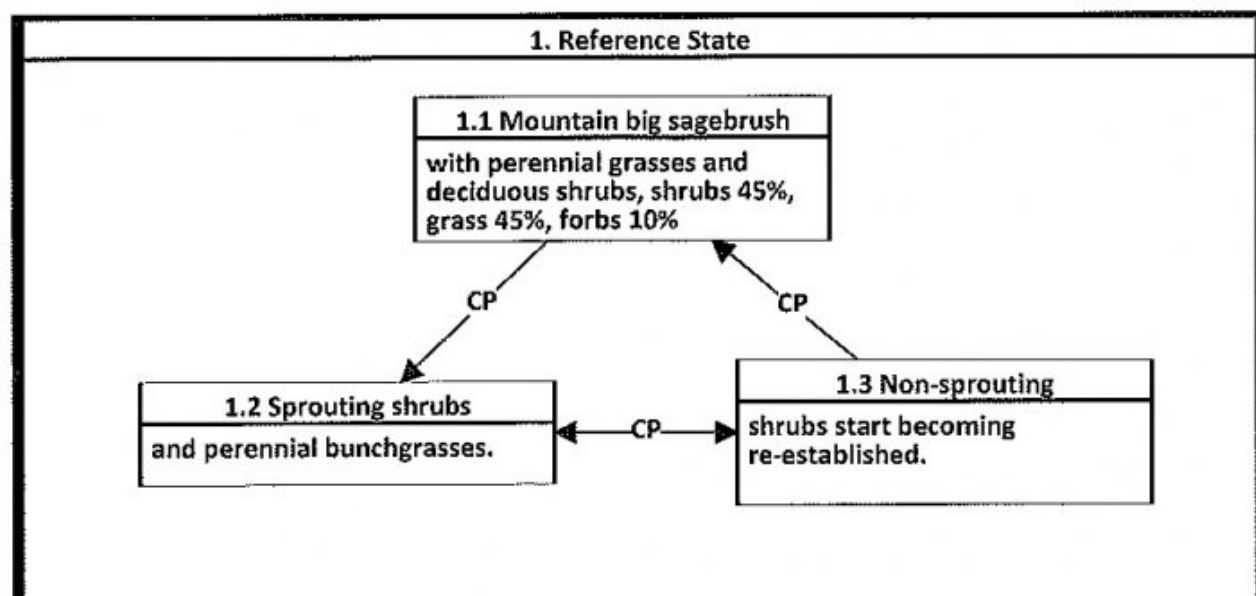 1. Reference State
1.1 Mountain big sagebrush
with perennial grasses and
deciduous shrubs, shrubs 45%,
grass 45%, forbs 10%
CP
CP
1.2 Sprouting shrubs
and perennial bunchgrasses.
CP
1.3 Non-sprouting
shrubs start becoming
re-established.